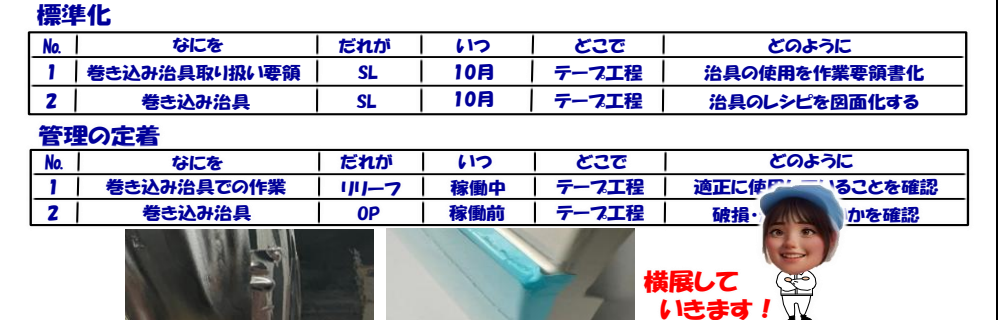 標準化
No. なにを だれが いつ どこで どのように
1 巻き込み治具取り扱い要領 SL 10月 テープ工程 治具の使用を作業要領書化
2 巻き込み治具 SL 10月 テープ工程 治具のレシピを図面化する
管理の定着
No. なにを だれが いつ どこで どのように
1 巻き込み治具での作業 リリーフ 稼働中 テープ工程 適正に使用していることを確認
2 巻き込み治具 OP 稼働前 テープ工程 破損・ かを確認
横展して
いきます!